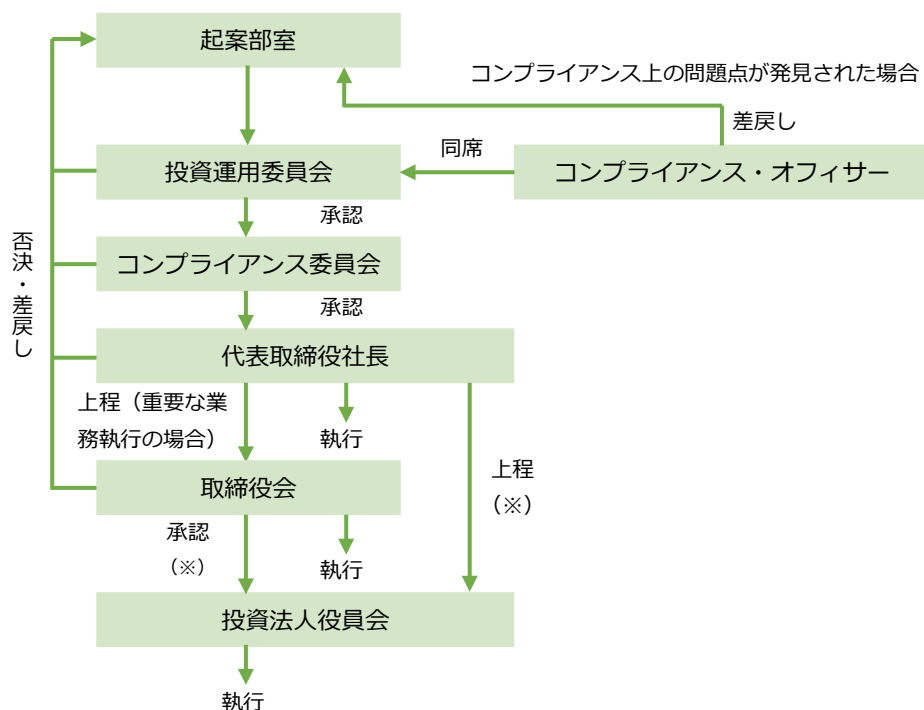 起案部室
コンプライアンス上の問題点が発見された場合
差戻し
同席
投資運用委員会
コンプライアンス・オフィサー
承認
否決・差戻し
コンプライアンス委員会
承認
代表取締役社長
上程（重要な業
務執行の場合）
執行
上程
（※）
取締役会
承認
（※）
執行
投資法人役員会
執行